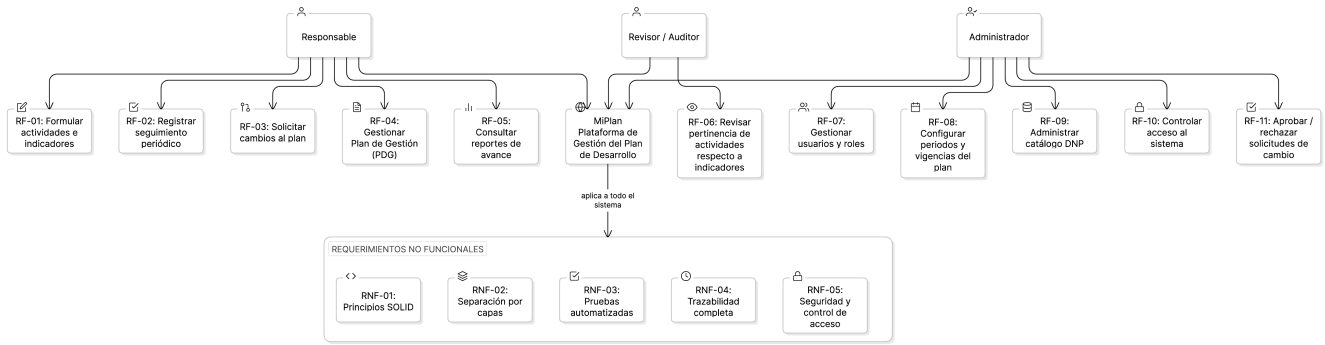 Responsable
Revisor / Auditor
Administrador
RF-01: Formular
actividades e
indicadores
RF-02: Registrar
seguimiento
periódico
RF-03: Solicitar
cambios al plan
RF-04:
Gestionar
Plan de Gestión
(PDG)
RF-05:
Consultar
reportes de
avance
MiPlan
Plataforma de
Gestión del Plan
de Desarrollo
RF-06: Revisar
pertinencia de
actividades
respecto a
indicadores
RF-07:
Gestionar
usuarios y roles
RF-08:
Configurar
periodos y
vigencias del
plan
RF-09:
Administrar
catálogo DNP
RF-10: Controlar
acceso al
sistema
RF-11: Aprobar /
rechazar
solicitudes de
cambio
aplica a todo el
sistema
REQUERIMIENTOS NO FUNCIONALES
RNF-01:
Principios SOLID
RNF-02:
Separación por
capas
RNF-03:
Pruebas
automatizadas
RNF-04:
Trazabilidad
completa
RNF-05:
Seguridad y
control de
acceso